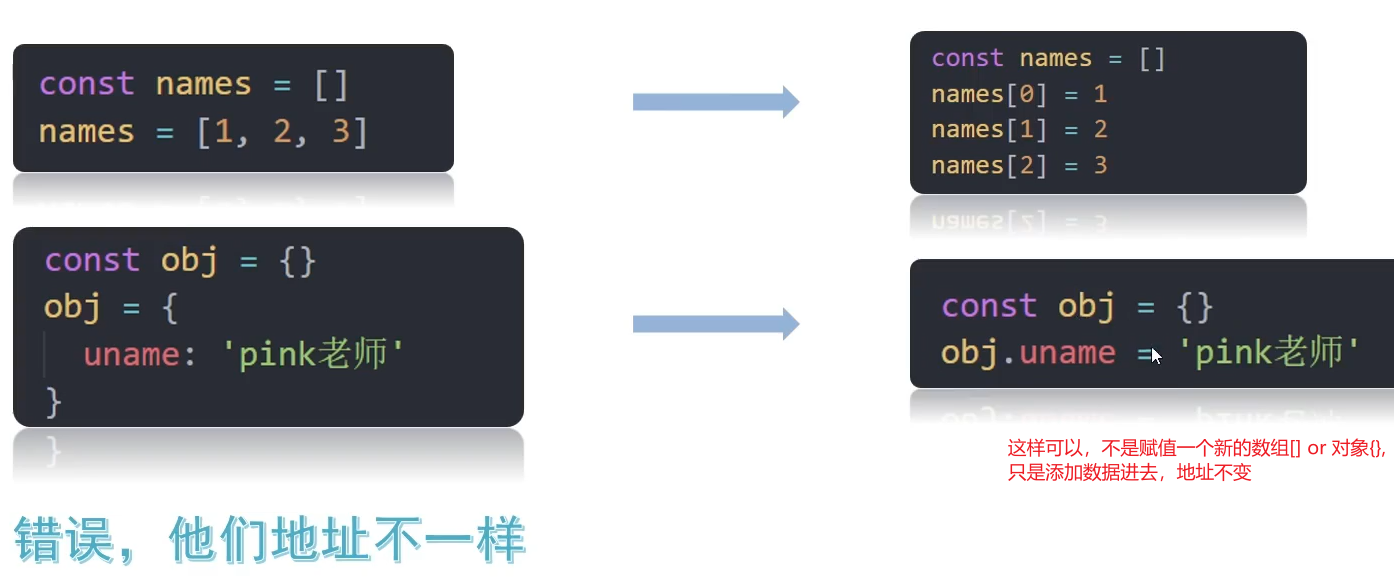 const names = []
names = [1, 2, 3]
const names = []
names[0] = 1
names[1] = 2
names[2] = 3
const obj = {}
obj = {
uname: 'pink老师'
}
const obj = {}
obj.uname = 'pink老师'
这样可以，不是赋值一个新的数组[] or 对象{},
只是添加数据进去，地址不变
错误，他们地址不一样